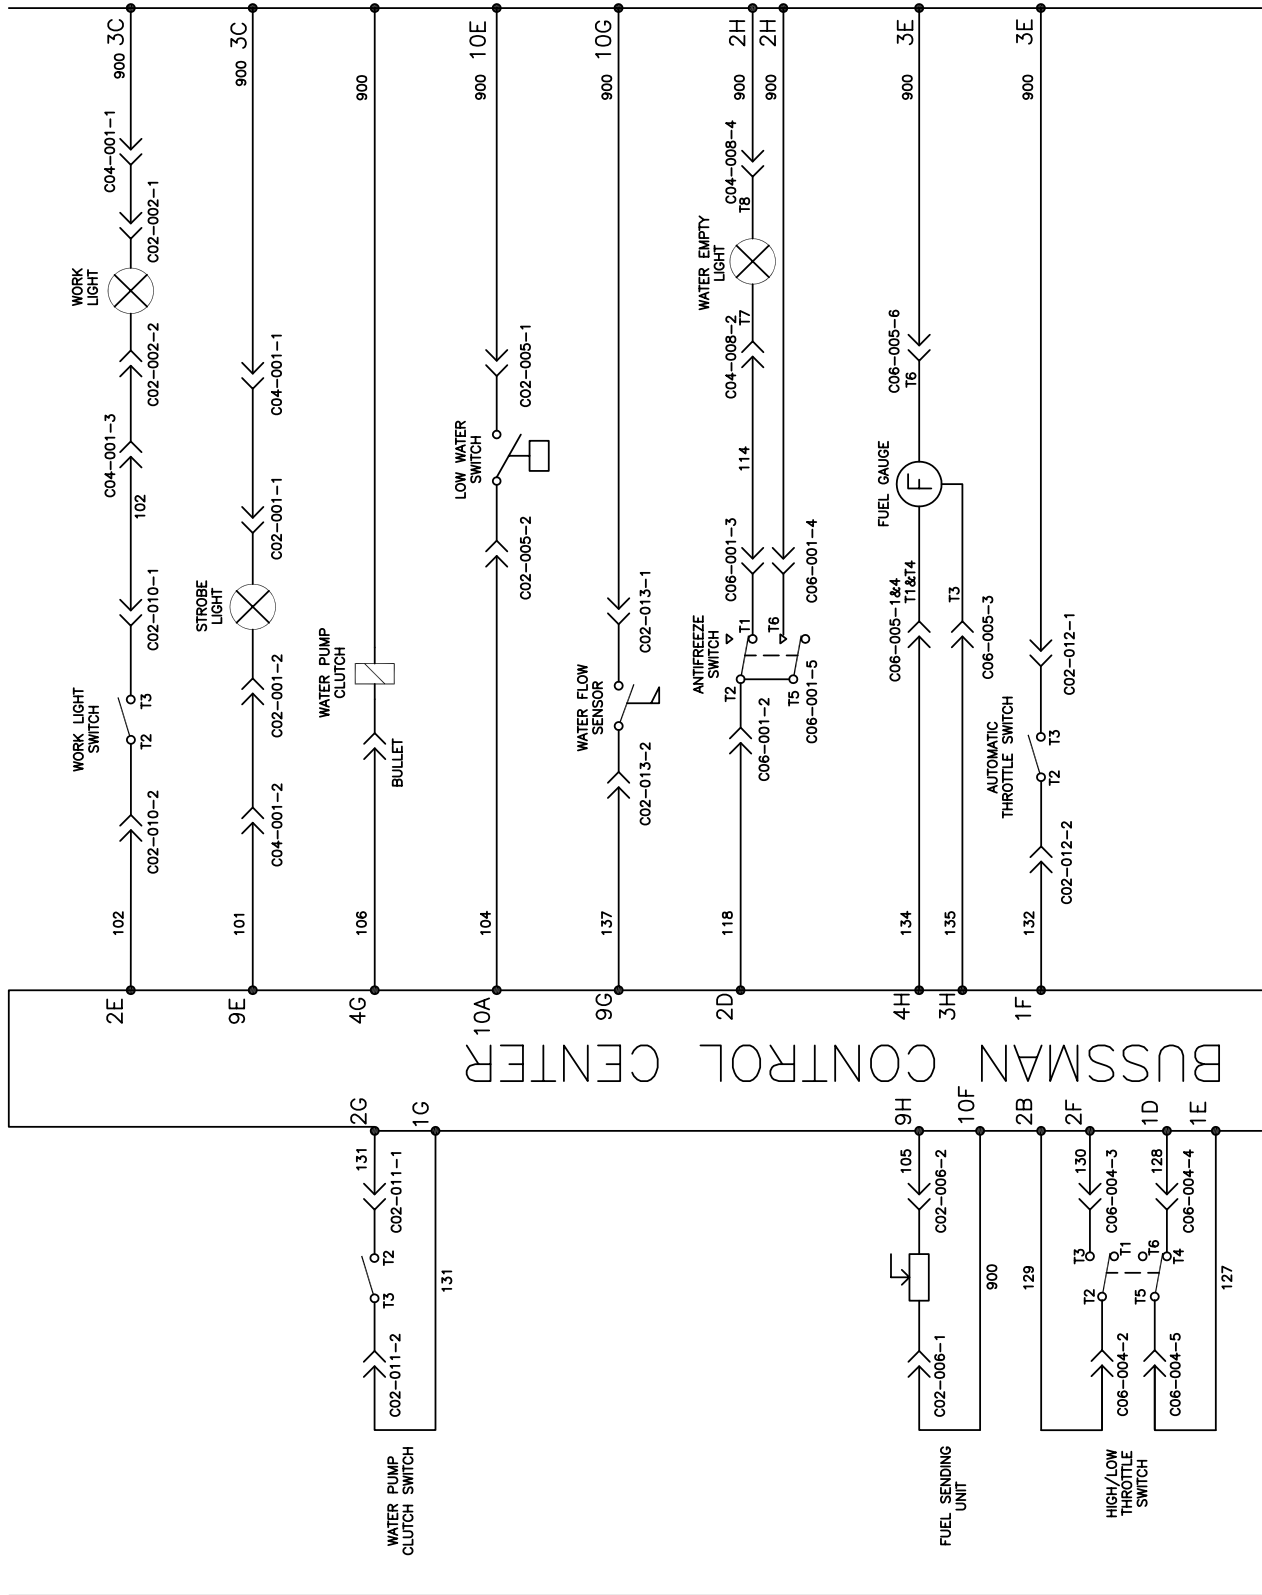 900 3C
C04-001-1
C02-002-1
WORK
LIGHT
C02-002-2
C04-001-3
102
C02-010-1
WORK LIGHT
SWITCH
T3
T2
C02-010-2
102
2E
900 3C
C04-001-1
C02-001-1
STROBE
LIGHT
C02-001-2
C04-001-2
101
9E
900
WATER PUMP
CLUTCH
BULLET
106
4G
900 10E
C02-005-1
LOW WATER
SWITCH
C02-005-2
104
10A
900 10G
C02-013-1
WATER FLOW
SENSOR
C02-013-2
137
9G
900 2H
900 2H
C04-008-4
T8
WATER EMPTY
LIGHT
T7
C04-008-2
114
C06-001-3
C06-001-4
ANTIFREEZE
SWITCH
T1
T6
T2
T5
C06-001-2
C06-001-5
118
2D
900 3E
C06-005-6
T6
FUEL GAUGE
F
C06-005-1&4
T1&T4
T3
C06-005-3
134
135
4H
3H
900 3E
C02-012-1
AUTOMATIC
THROTTLE SWITCH
T3
T2
C02-012-2
132
1F
BUSSMAN CONTROL CENTER
2G
1G
131
C02-011-1
T2
T3
C02-011-2
131
WATER PUMP
CLUTCH SWITCH
9H
10F
105
C02-006-2
C02-006-1
900
FUEL SENDING
UNIT
2B
2F
1D
1E
130
C06-004-3
128
C06-004-4
129
T3
T1
T6
T4
T2
T5
127
C06-004-2
C06-004-5
HIGH/LOW
THROTTLE
SWITCH